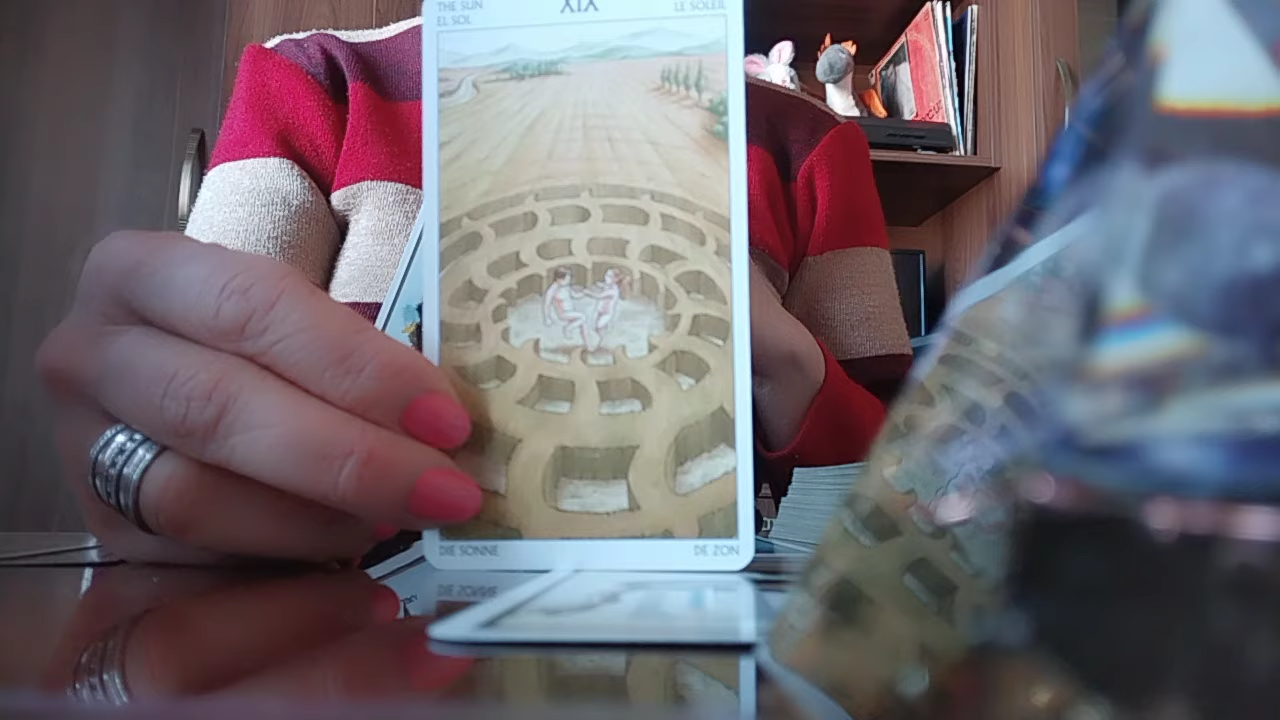 THE SUN
EL SOL
XIX
LE SOLEIL
DIE SONNE
DE ZON